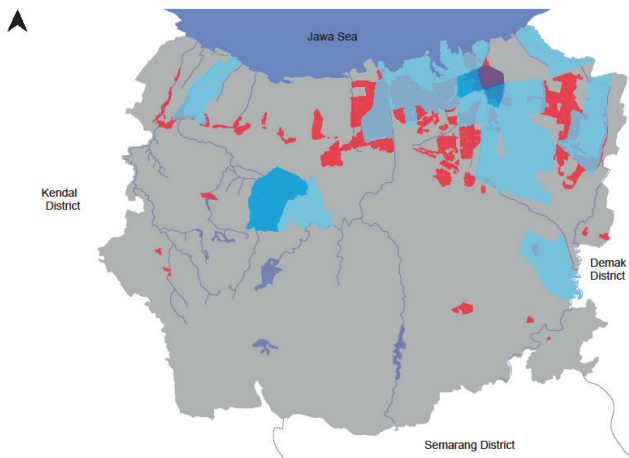 Jawa Sea
Kendal
District
Demak
District
Semarang District